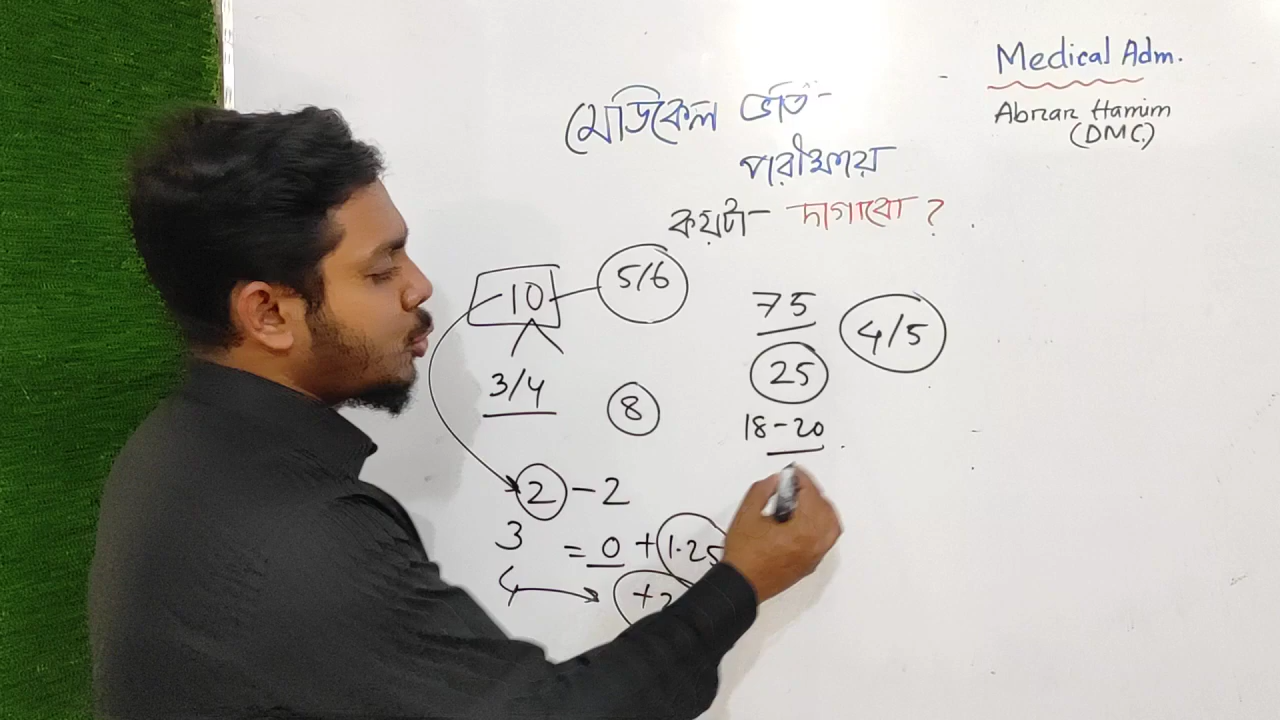 Medical Adm.
Abrar Hamim
(DMC)
মেডিকেল ভর্তি
পরীক্ষায়
কয়টা দাগাবো ?
10 5/6
3/4 8
2 - 2
3 = 0 + 1.25
4 → +2
75 4/5
25
18-20